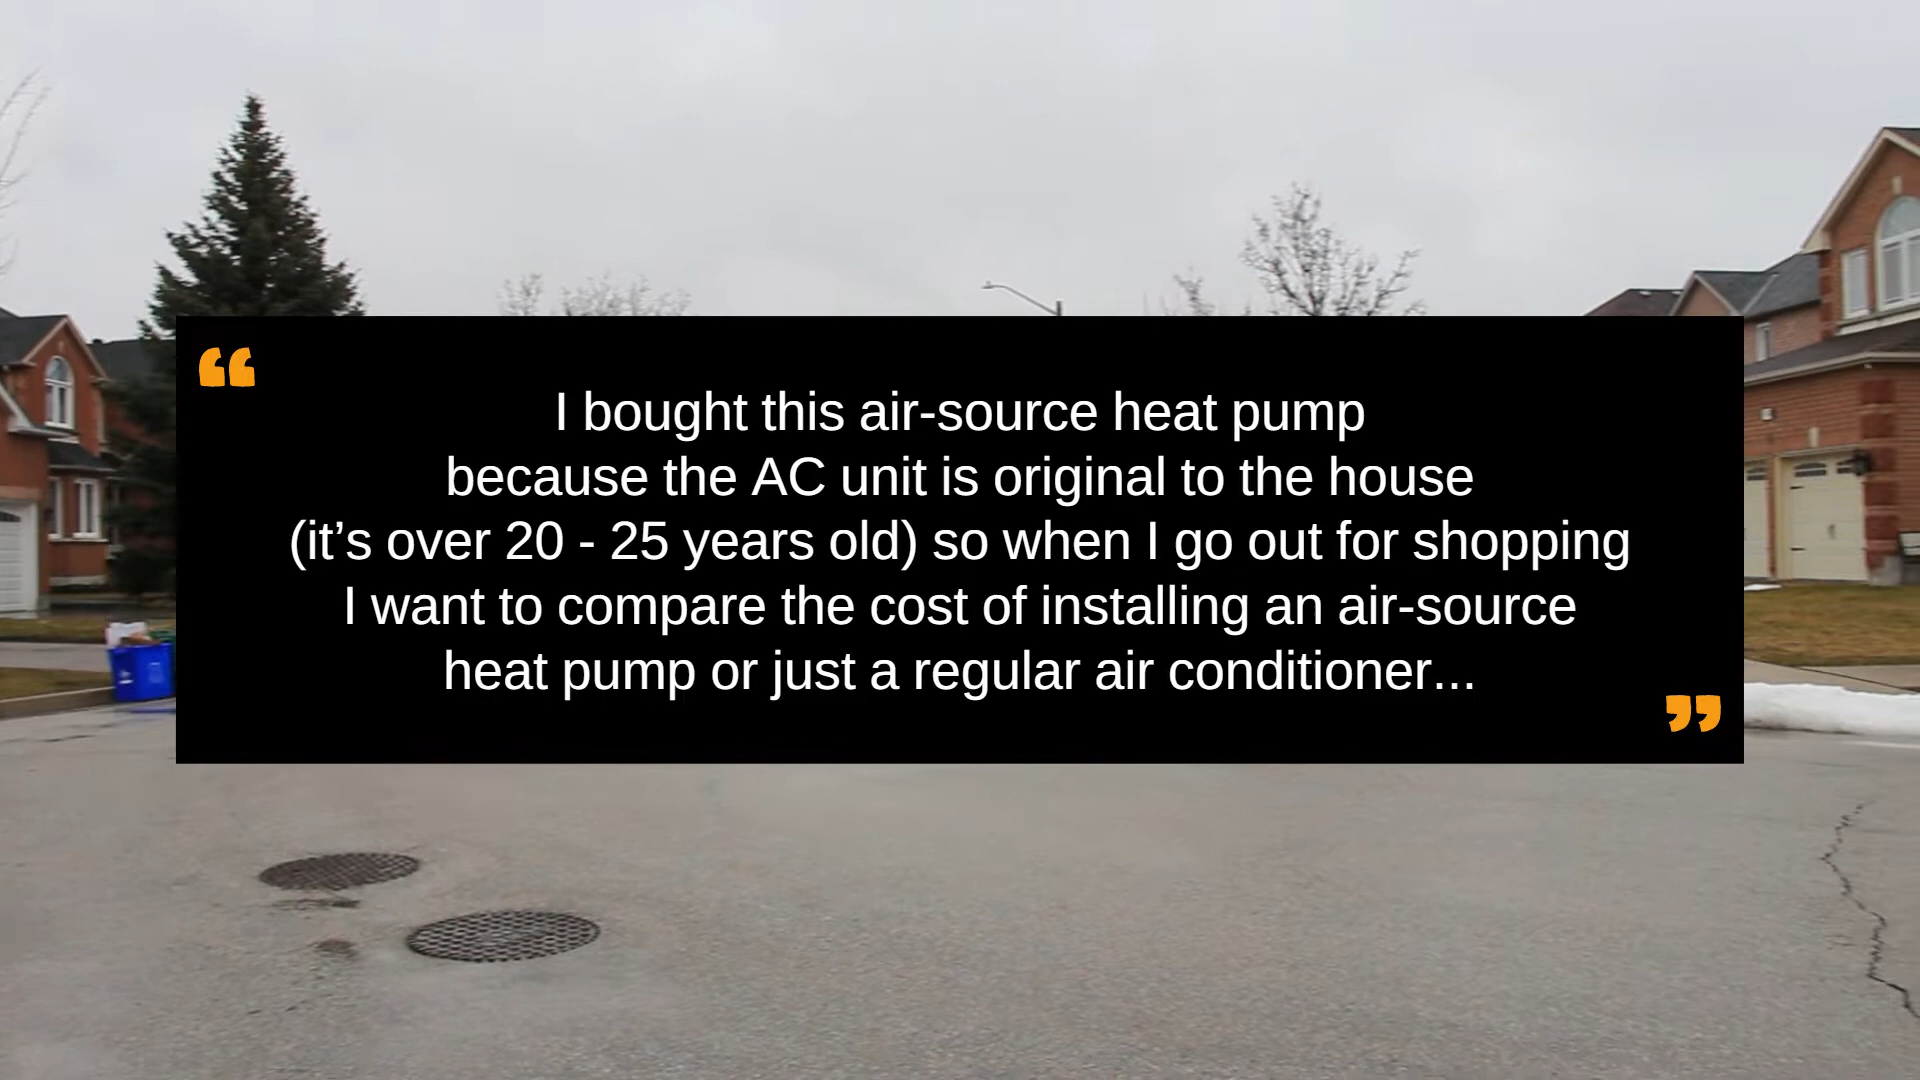 “
I bought this air-source heat pump
because the AC unit is original to the house
(it’s over 20 - 25 years old) so when I go out for shopping
I want to compare the cost of installing an air-source
heat pump or just a regular air conditioner...
”